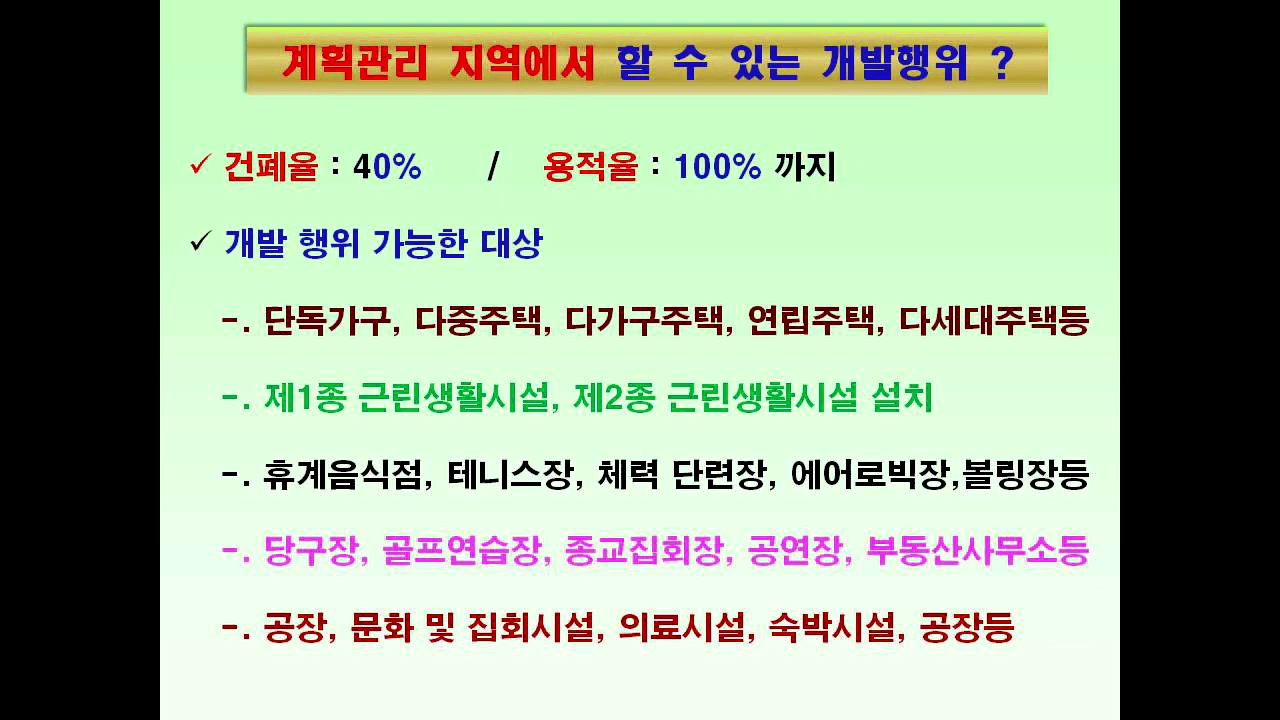 계획관리 지역에서 할 수 있는 개발행위 ?
✓ 건폐율 : 40% / 용적율 : 100% 까지
✓ 개발 행위 가능한 대상
-. 단독가구, 다중주택, 다가구주택, 연립주택, 다세대주택등
-. 제1종 근린생활시설, 제2종 근린생활시설 설치
-. 휴계음식점, 테니스장, 체력 단련장, 에어로빅장,볼링장등
-. 당구장, 골프연습장, 종교집회장, 공연장, 부동산사무소등
-. 공장, 문화 및 집회시설, 의료시설, 숙박시설, 공장등